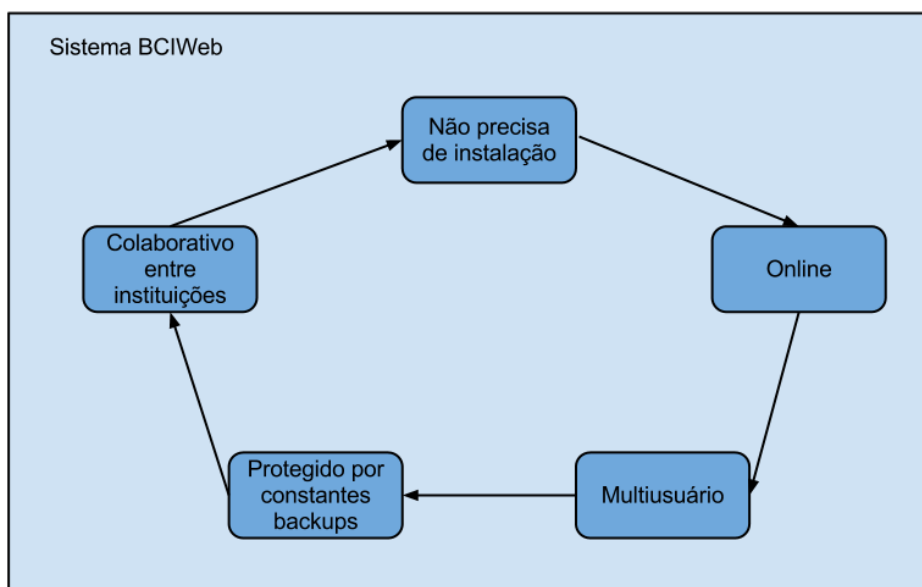 Sistema BCIWeb
Não precisa
de instalação
Online
Multiusuário
Protegido por
constantes
backups
Colaborativo
entre
instituições